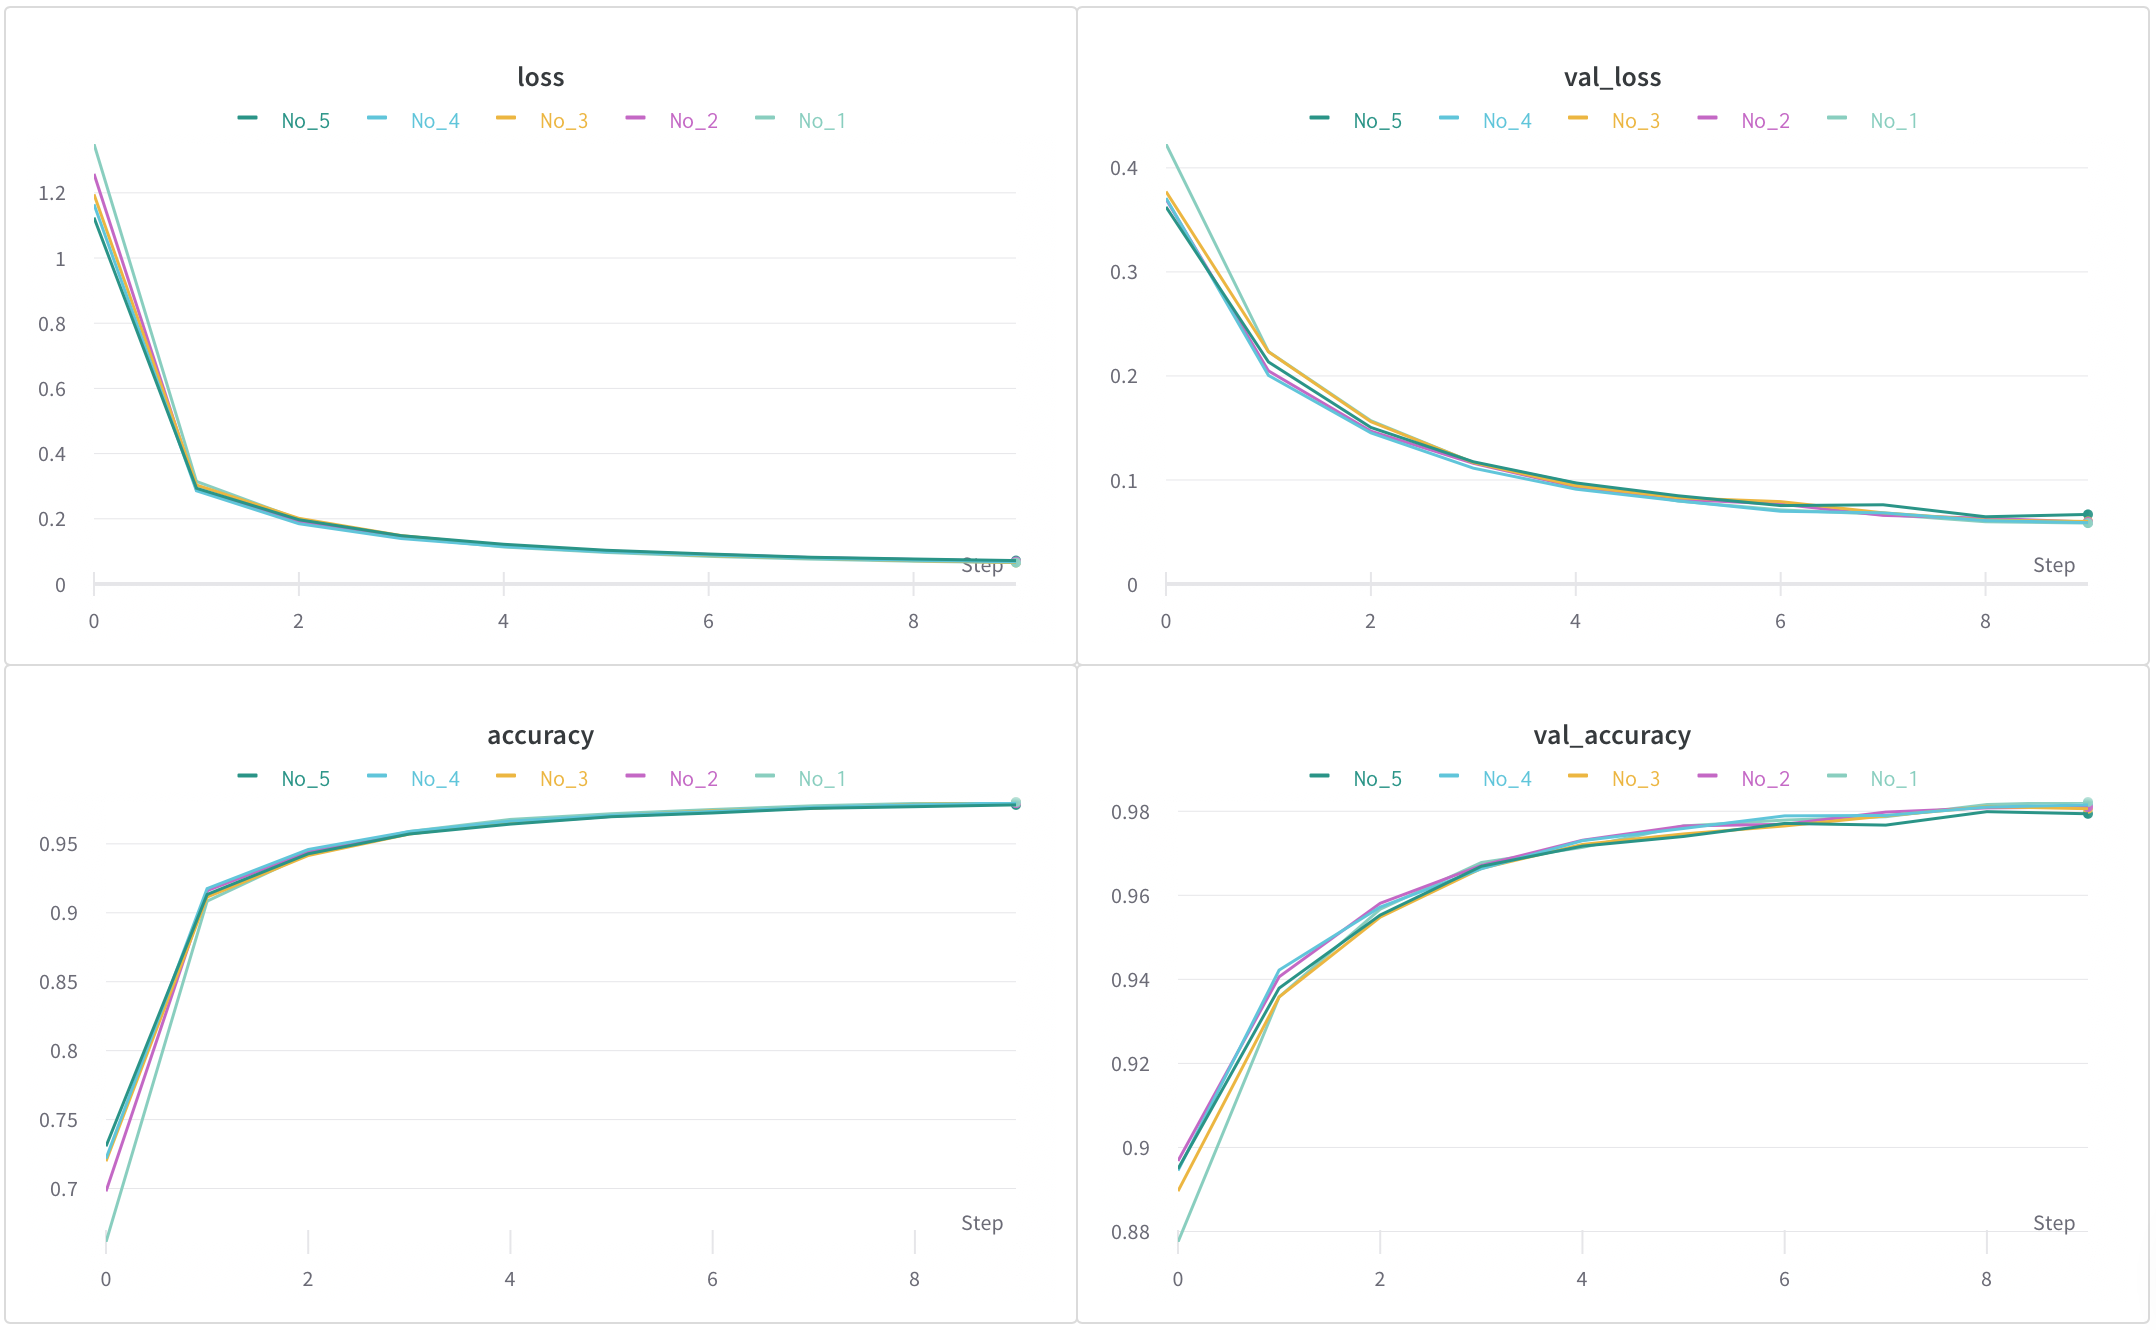 loss
No_5 No_4 No_3 No_2 No_1
1.2
1
0.8
0.6
0.4
0.2
0
Step
0 2 4 6 8
val_loss
No_5 No_4 No_3 No_2 No_1
0.4
0.3
0.2
0.1
0
Step
0 2 4 6 8
accuracy
No_5 No_4 No_3 No_2 No_1
0.95
0.9
0.85
0.8
0.75
0.7
Step
0 2 4 6 8
val_accuracy
No_5 No_4 No_3 No_2 No_1
0.98
0.96
0.94
0.92
0.9
0.88
Step
0 2 4 6 8